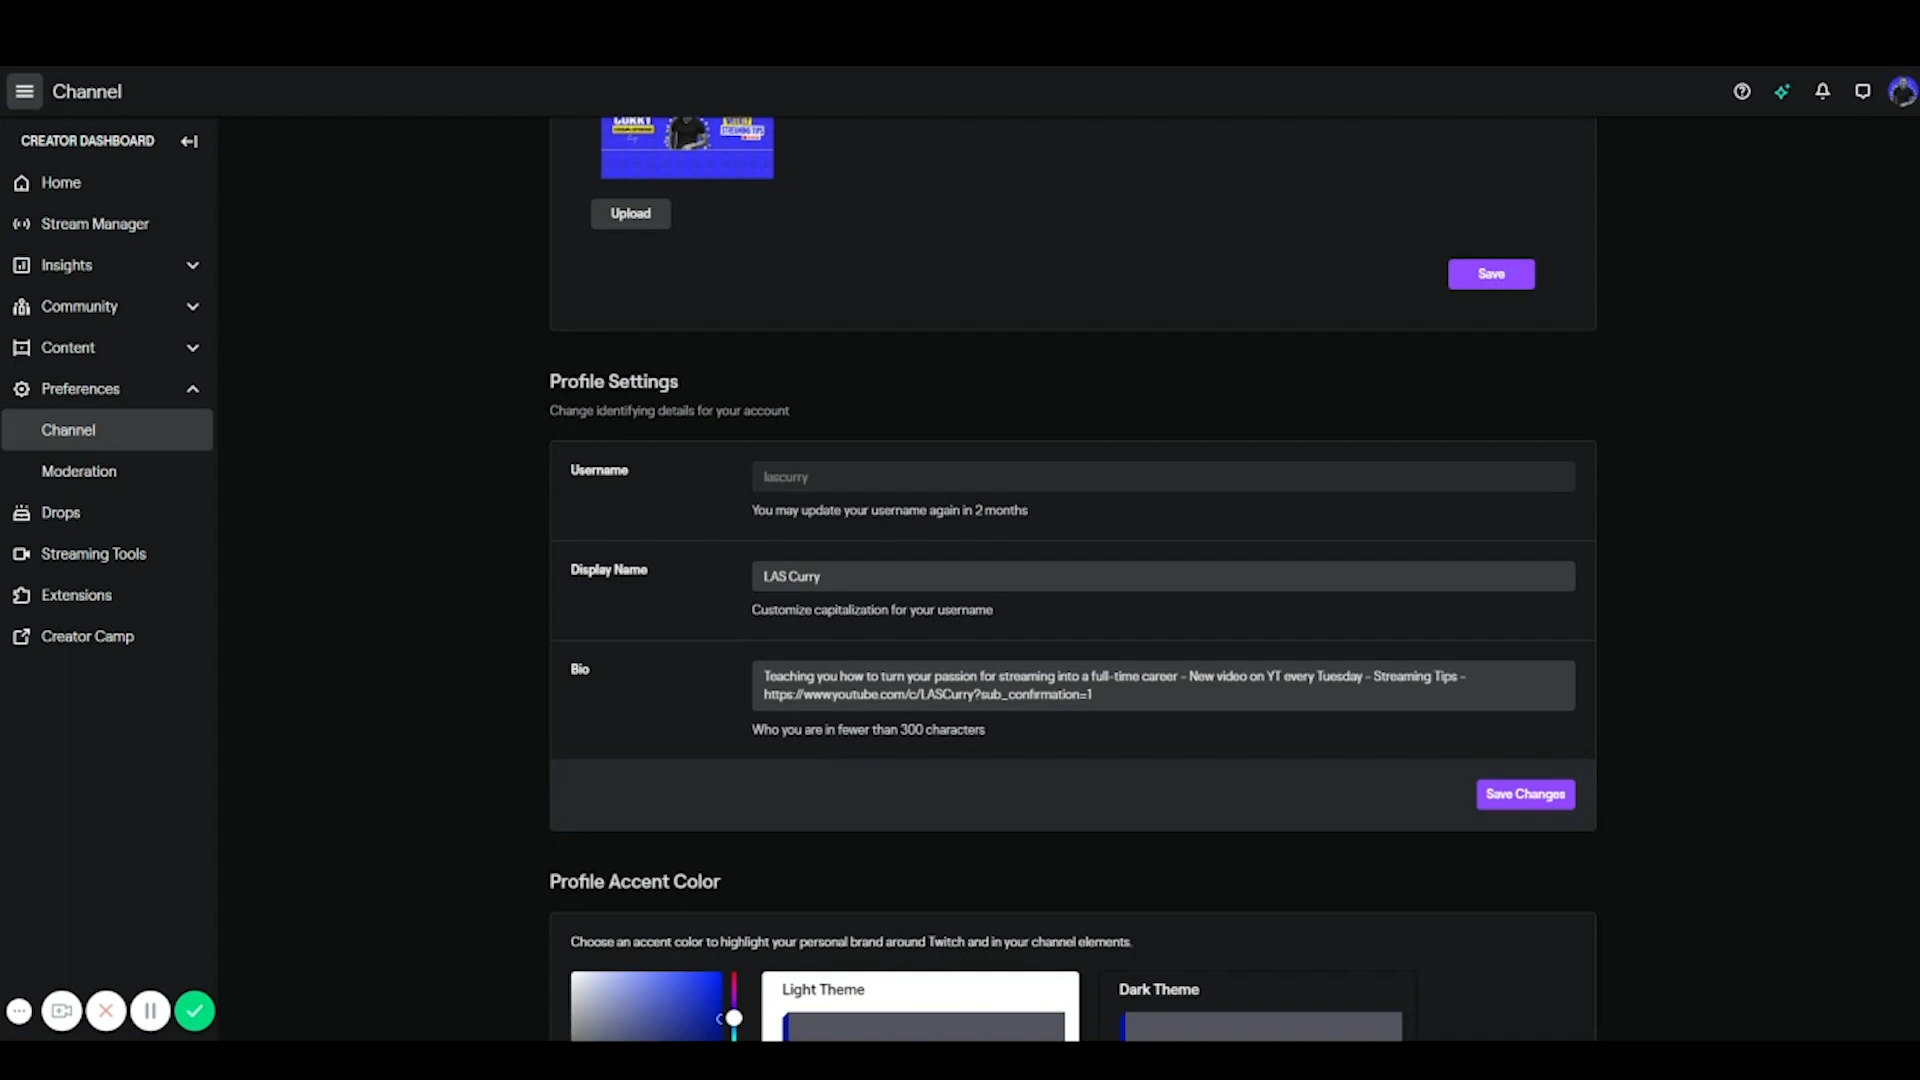 Channel
CREATOR DASHBOARD
Home
Stream Manager
Insights
Community
Content
Preferences
Channel
Moderation
Drops
Streaming Tools
Extensions
Creator Camp
CURRY
STREAMING TIPS
Upload
Save
Profile Settings
Change identifying details for your account
Username
lascurry
You may update your username again in 2 months
Display Name
LAS Curry
Customize capitalization for your username
Bio
Teaching you how to turn your passion for streaming into a full-time career - New video on YT every Tuesday - Streaming Tips -
https://www.youtube.com/c/LASCurry?sub_confirmation=1
Who you are in fewer than 300 characters
Save Changes
Profile Accent Color
Choose an accent color to highlight your personal brand around Twitch and in your channel elements.
Light Theme
Dark Theme